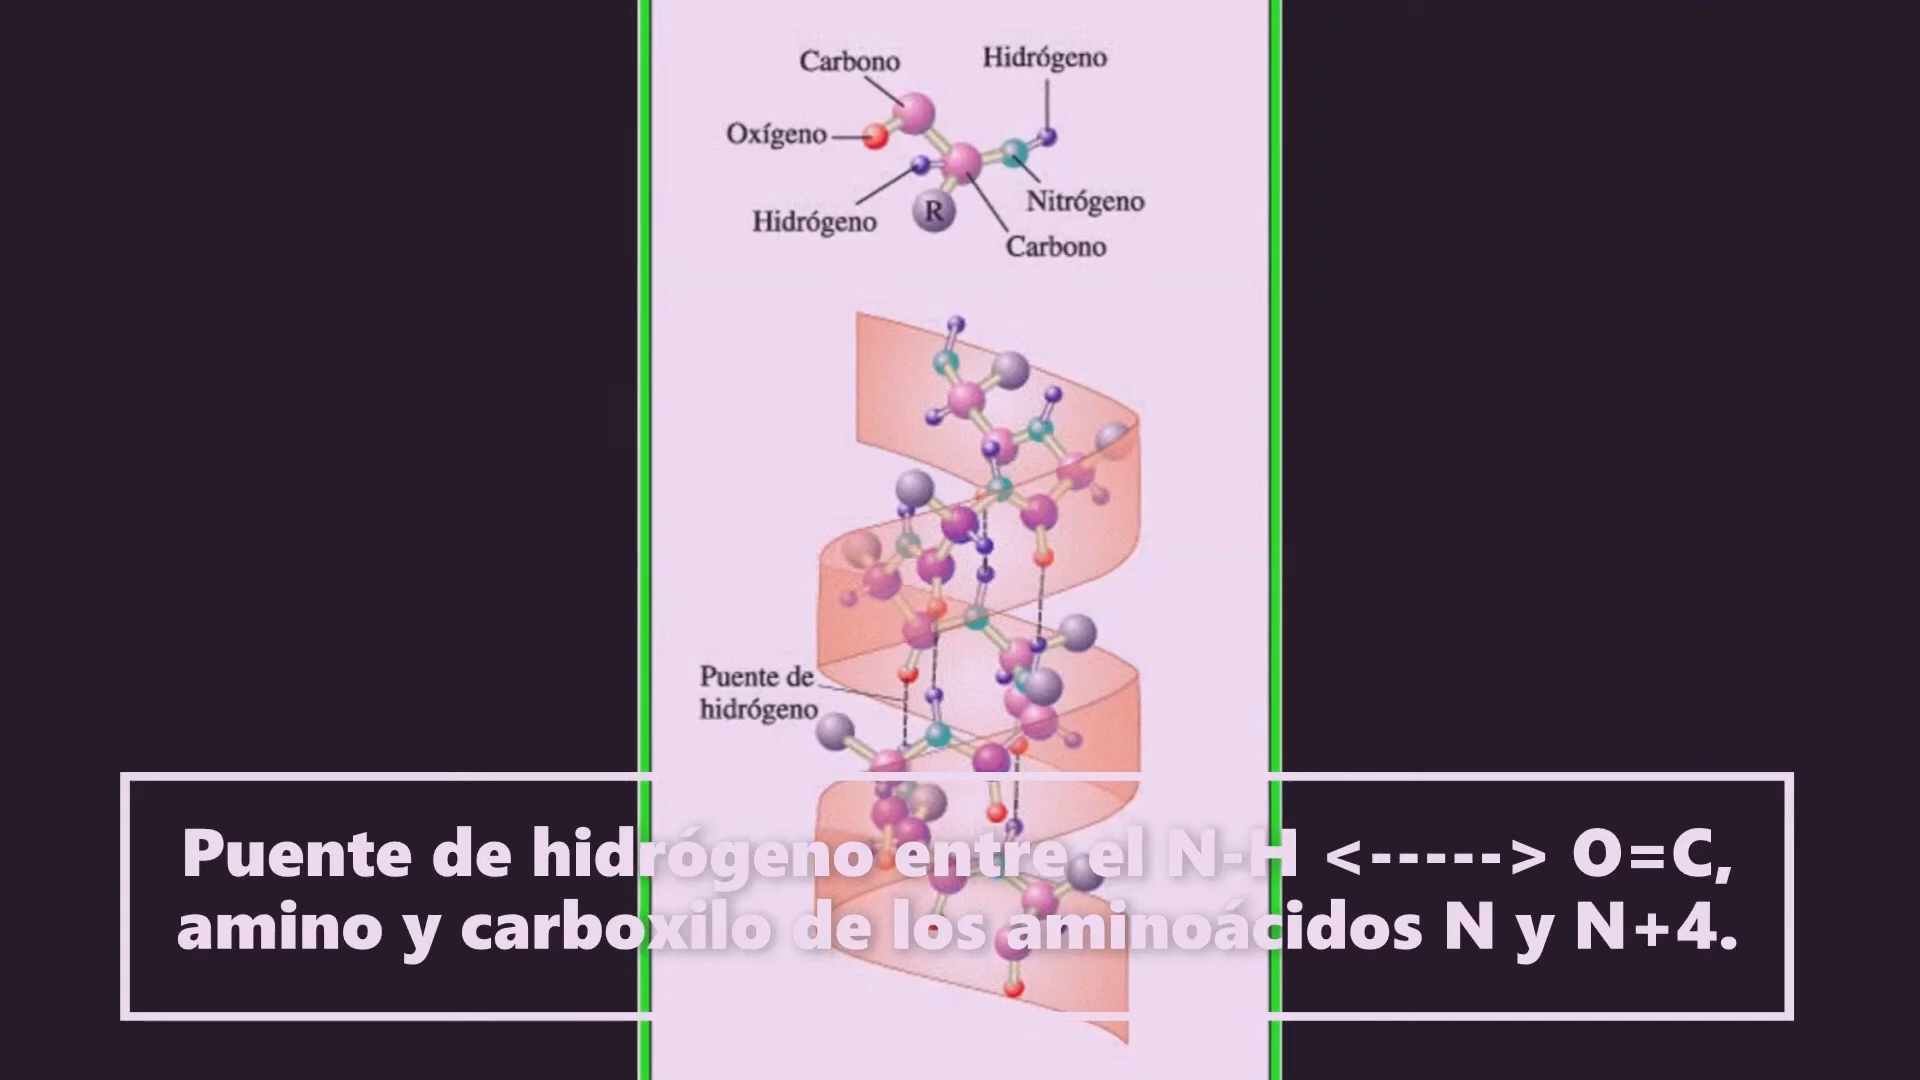 Carbono
Hidrógeno
Oxígeno
Hidrógeno
R
Nitrógeno
Carbono
Puente de
hidrógeno
Puente de hidrógeno entre el N-H <-----> O=C,
amino y carboxilo de los aminoácidos N y N+4.